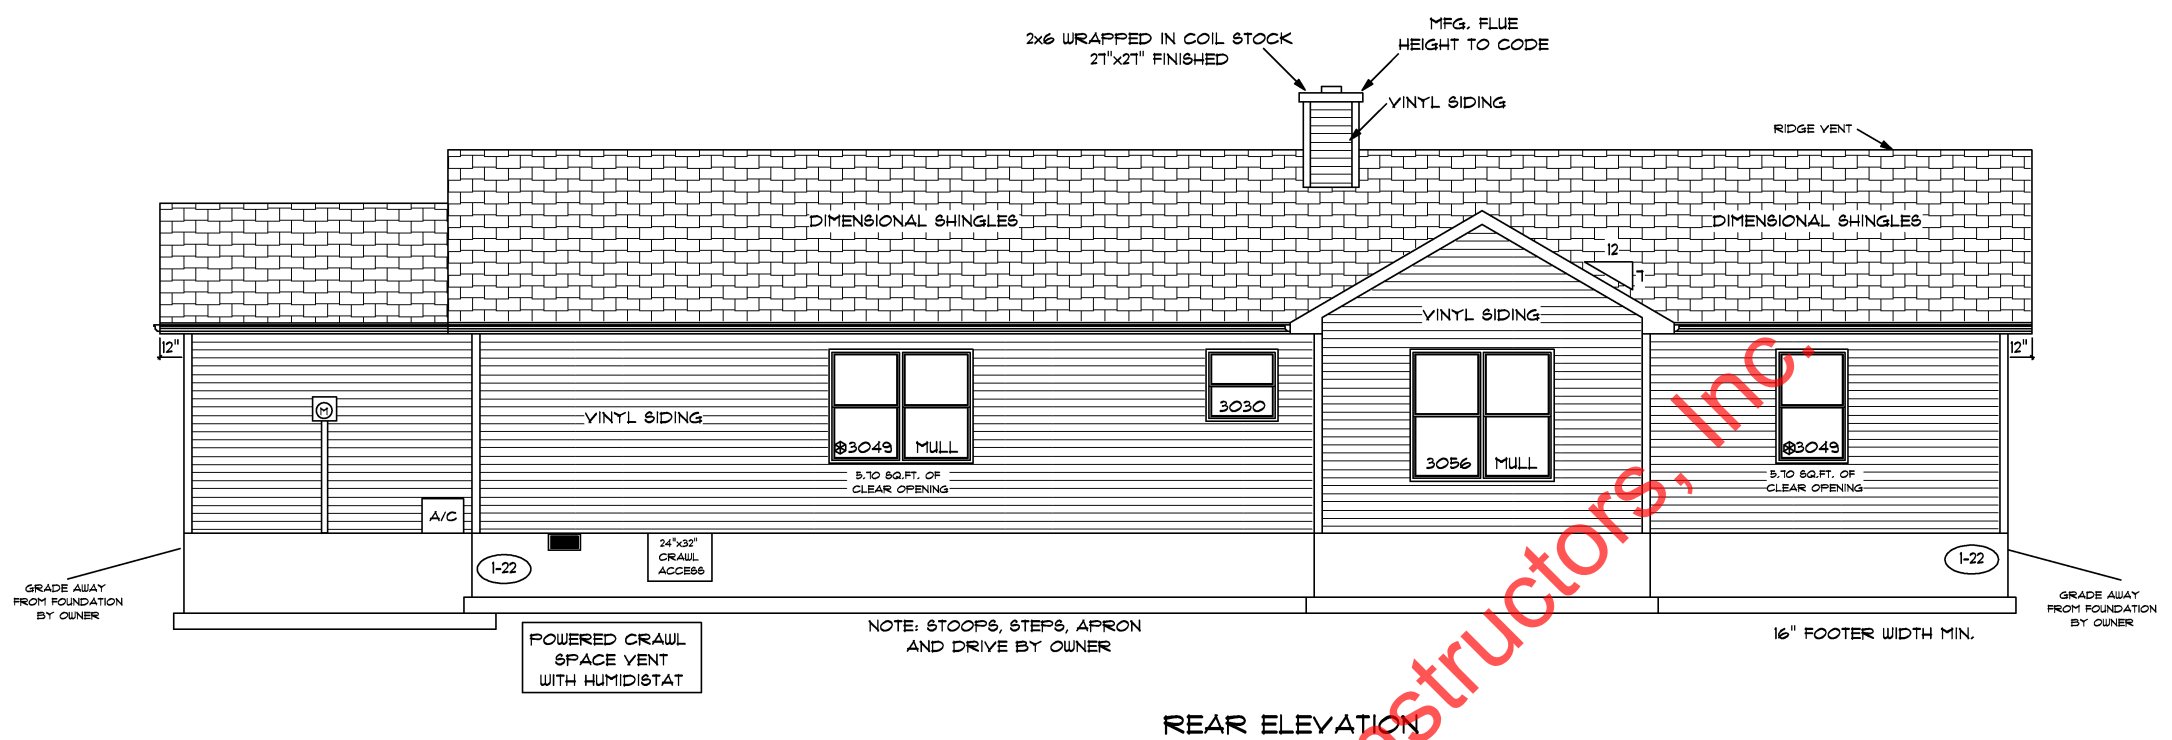 MFG. FLUE
HEIGHT TO CODE
2x6 WRAPPED IN COIL STOCK
27"x27" FINISHED
VINYL SIDING
RIDGE VENT
DIMENSIONAL SHINGLES
DIMENSIONAL SHINGLES
12
7
VINYL SIDING
12"
12"
M
3030
VINYL SIDING
3049
MULL
3056
MULL
3049
5.70 SQ.FT. OF
CLEAR OPENING
5.70 SQ.FT. OF
CLEAR OPENING
A/C
24"x32"
CRAWL
ACCESS
1-22
1-22
GRADE AWAY
FROM FOUNDATION
BY OWNER
GRADE AWAY
FROM FOUNDATION
BY OWNER
POWERED CRAWL
SPACE VENT
WITH HUMIDISTAT
NOTE: STOOPS, STEPS, APRON
AND DRIVE BY OWNER
16" FOOTER WIDTH MIN.
REAR ELEVATION
nstructors, Inc.